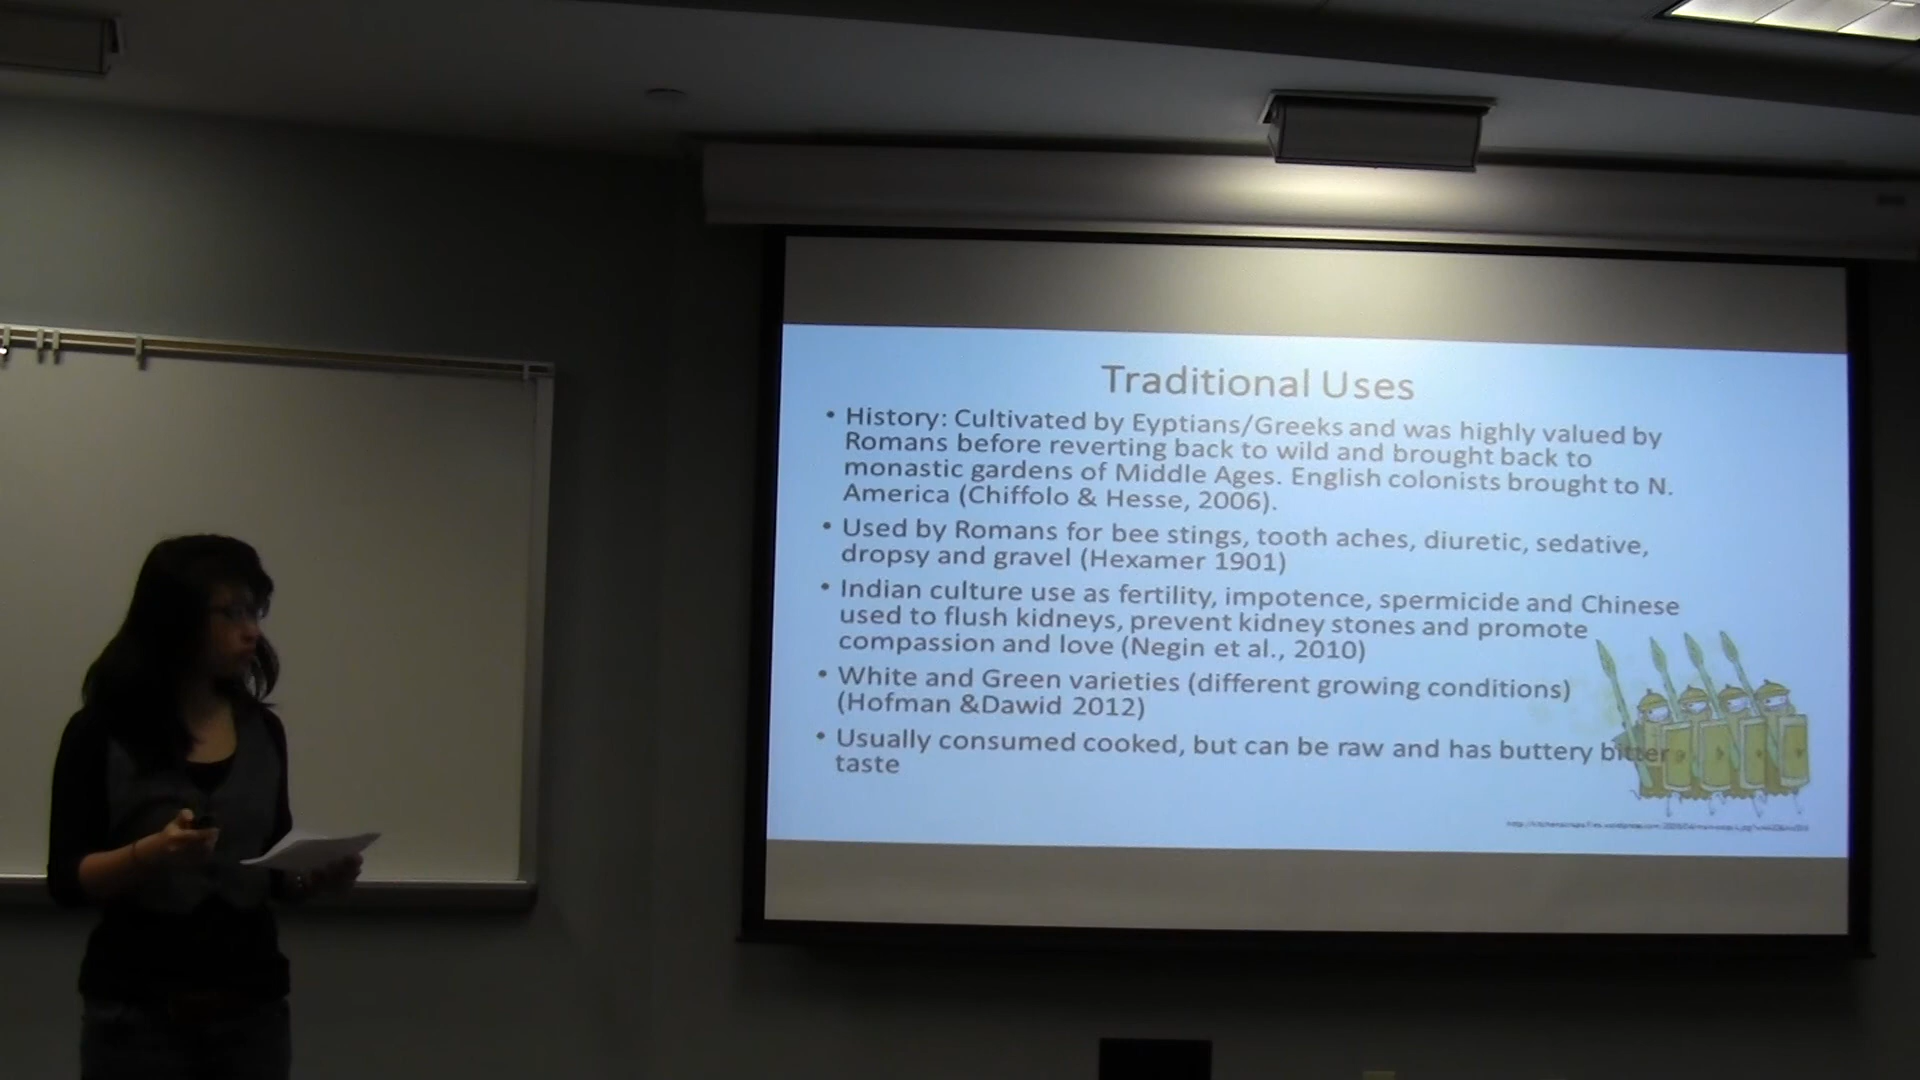 Traditional Uses
• History: Cultivated by Eyptians/Greeks and was highly valued by
Romans before reverting back to wild and brought back to
monastic gardens of Middle Ages. English colonists brought to N.
America (Chiffolo & Hesse, 2006).
• Used by Romans for bee stings, tooth aches, diuretic, sedative,
dropsy and gravel (Hexamer 1901)
• Indian culture use as fertility, impotence, spermicide and Chinese
used to flush kidneys, prevent kidney stones and promote
compassion and love (Negin et al., 2010)
• White and Green varieties (different growing conditions)
(Hofman &Dawid 2012)
• Usually consumed cooked, but can be raw and has buttery bitter
taste